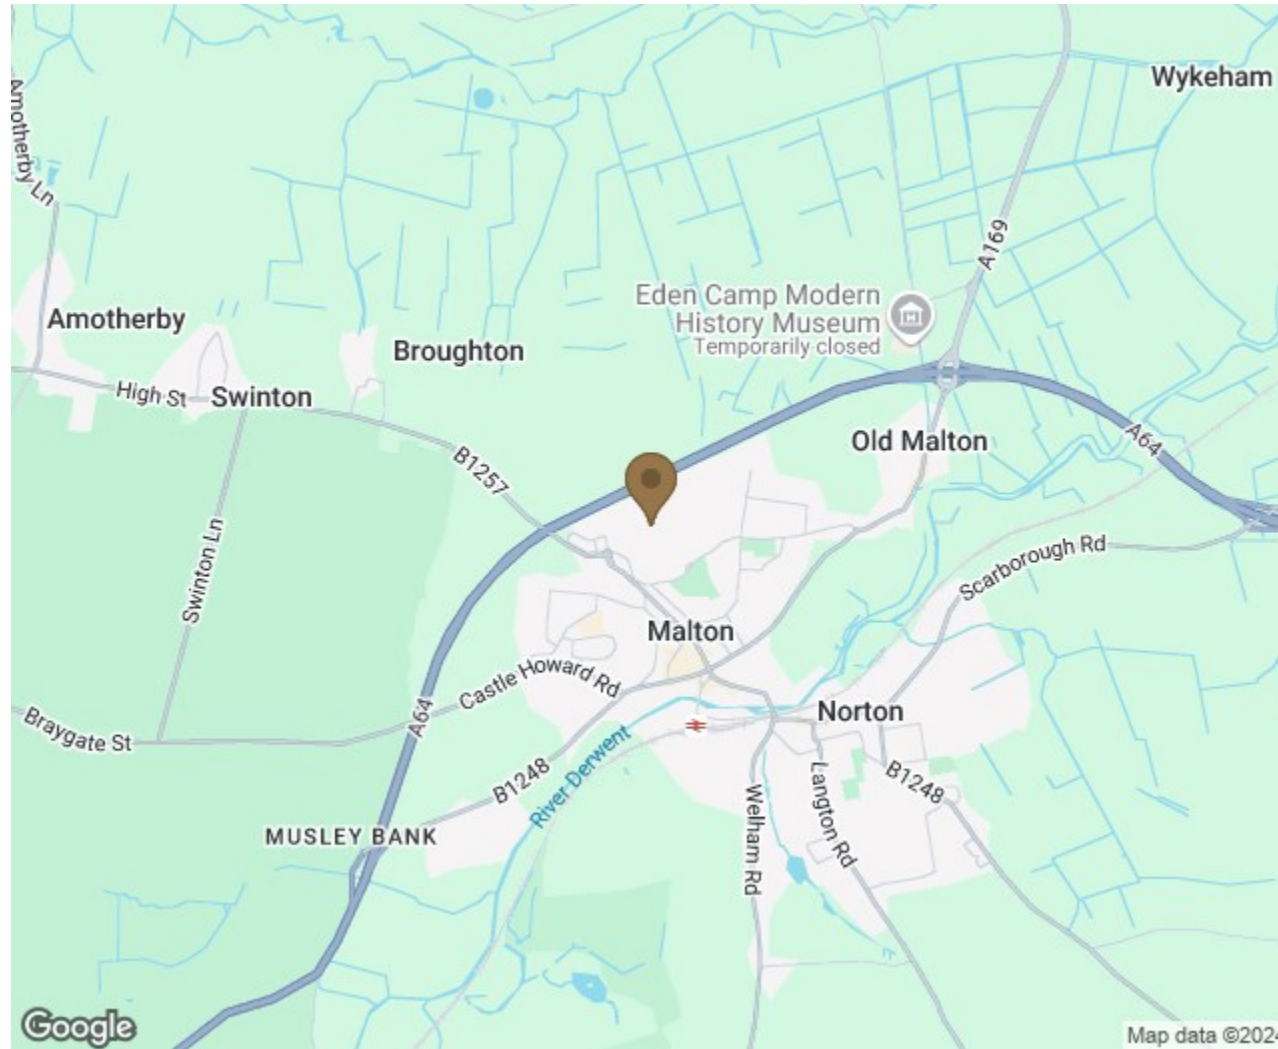 Wykeham
Amotherby Ln
A169
Eden Camp Modern
History Museum
Temporarily closed
Amotherby
Broughton
High St
Swinton
Old Malton
A64
B1257
Swinton Ln
Scarborough Rd
Malton
Castle Howard Rd
A64
Braygate St
Norton
River Derwent
B1248
B1248
Langton Rd
Welham Rd
MUSLEY BANK
Google
Map data ©2024